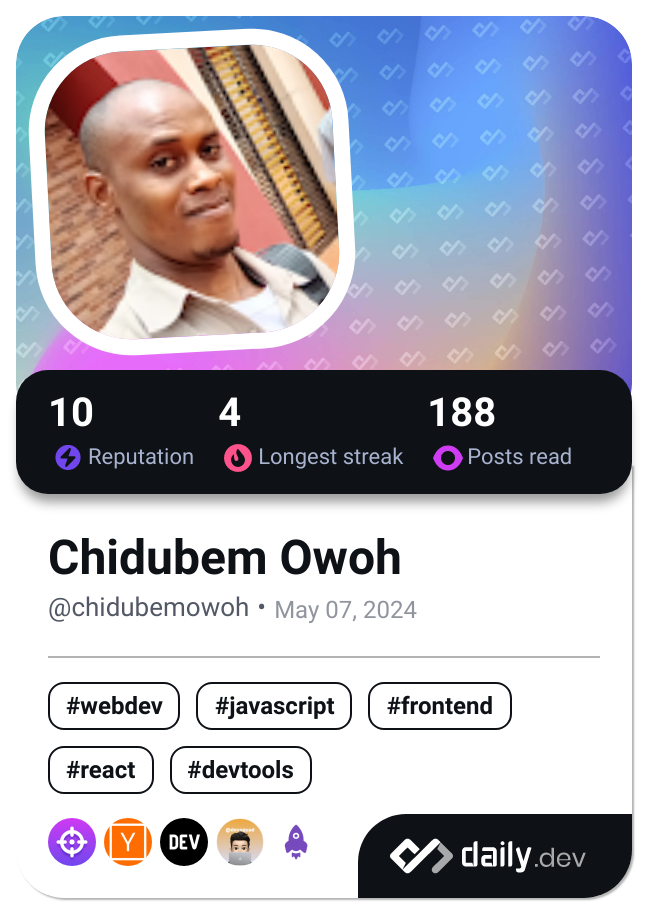 10 4 188
Reputation Longest streak Posts read
Chidubem Owoh
@chidubemowoh • May 07, 2024
#webdev #javascript #frontend
#react #devtools
Y DEV
daily.dev